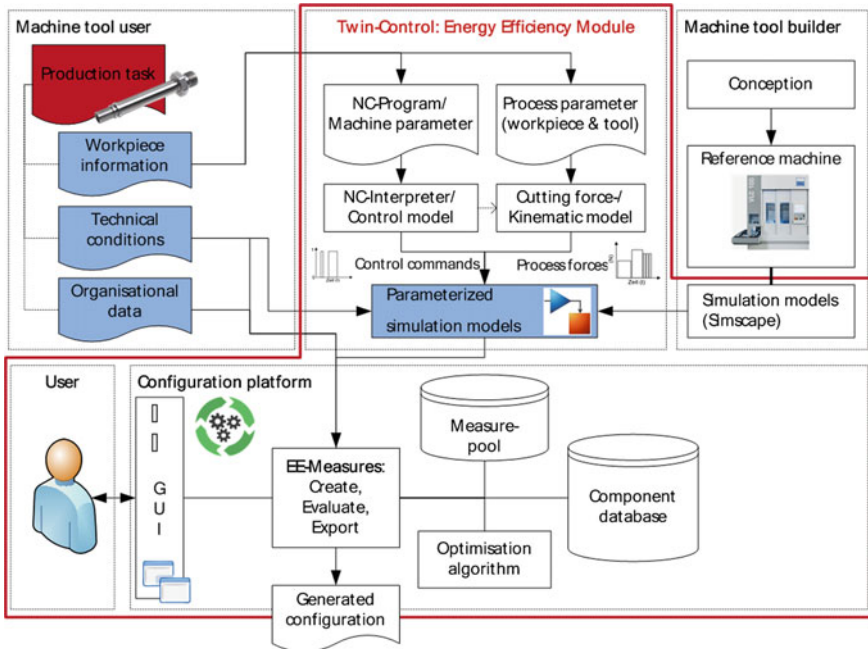 Machine tool user
Twin-Control: Energy Efficiency Module
Machine tool builder
Production task
Workpiece
information
Technical
conditions
Organisational
data
NC-Program/
Machine parameter
Process parameter
(workpiece & tool)
NC-Interpreter/
Control model
Cutting force-/
Kinematic model
Control commands
Process forces
Zeit (t)
Parameterized
simulation models
Conception
Reference machine
Simulation models
(Simscape)
User
Configuration platform
G
U
I
EE-Measures:
Create,
Evaluate,
Export
Measure-
pool
Component
database
Optimisation
algorithm
Generated
configuration